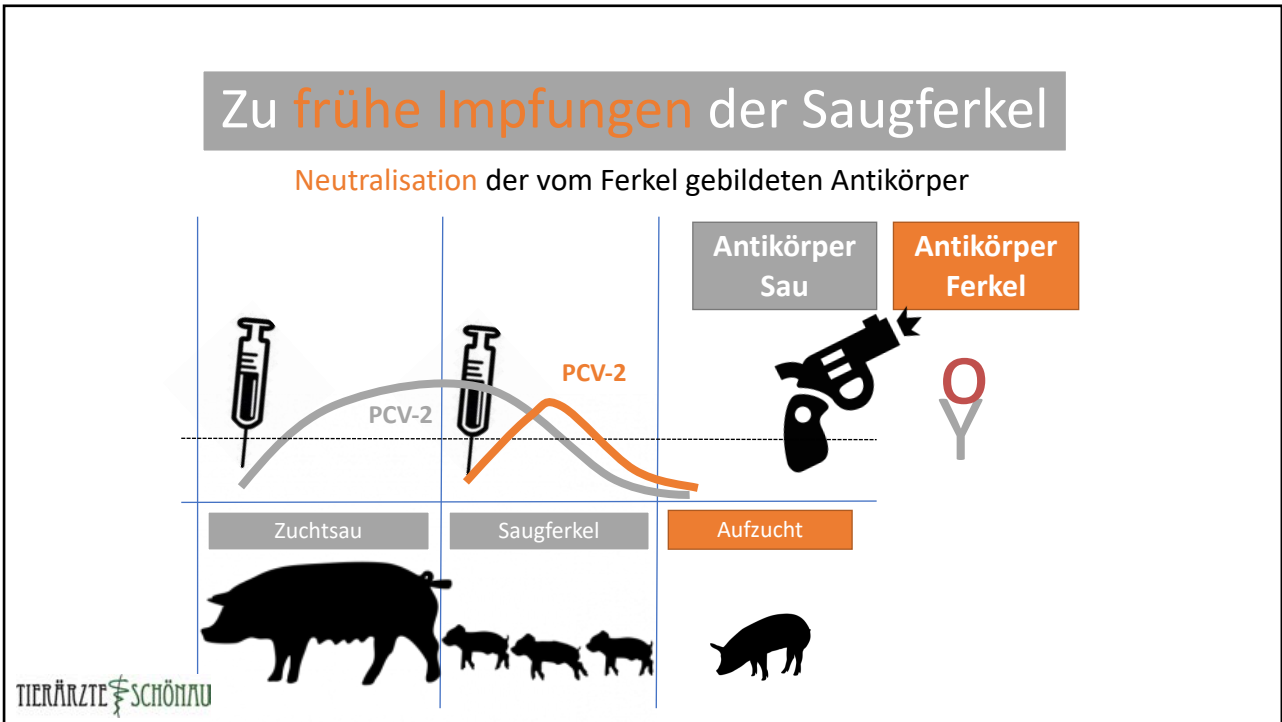 Zu frühe Impfungen der Saugferkel
Neutralisation der vom Ferkel gebildeten Antikörper
Antikörper
Sau
Antikörper
Ferkel
PCV-2
PCV-2
O
Y
Zuchtsau
Saugferkel
Aufzucht
TIERÄRZTE SCHÖNAU